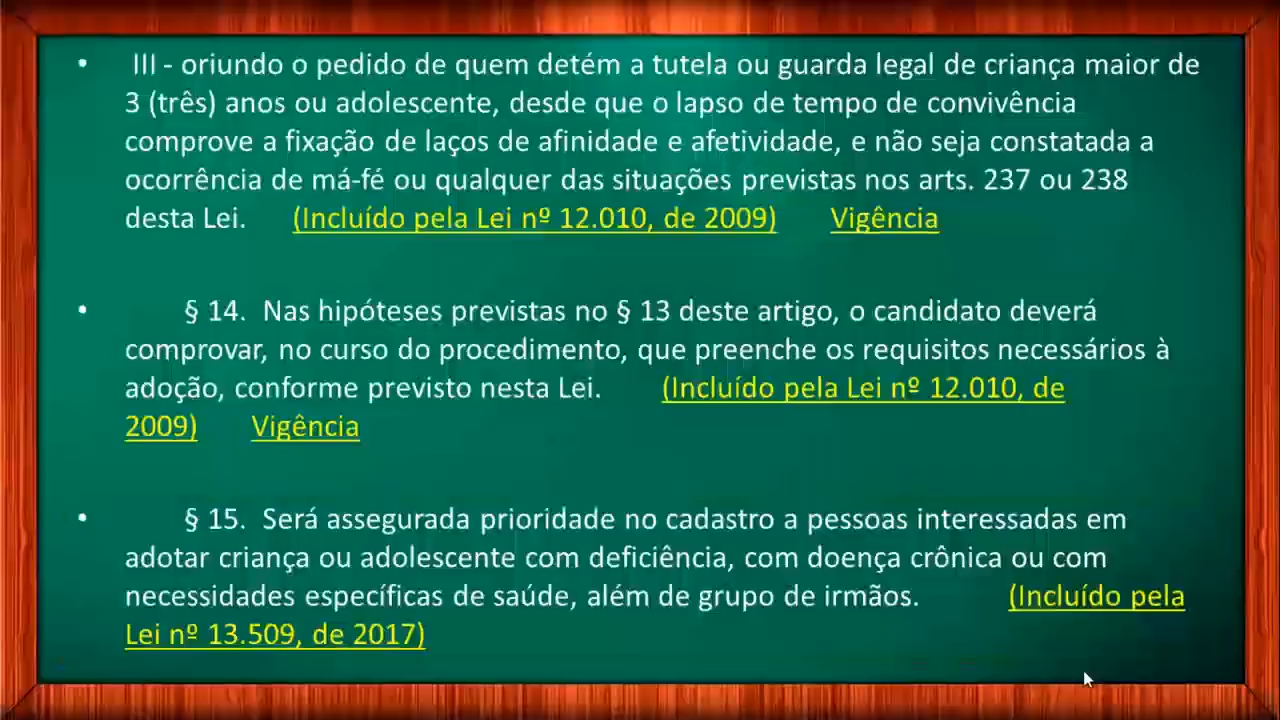 • III - oriundo o pedido de quem detém a tutela ou guarda legal de criança maior de
3 (três) anos ou adolescente, desde que o lapso de tempo de convivência
comprove a fixação de laços de afinidade e afetividade, e não seja constatada a
ocorrência de má-fé ou qualquer das situações previstas nos arts. 237 ou 238
desta Lei. (Incluído pela Lei nº 12.010, de 2009) Vigência
• § 14. Nas hipóteses previstas no § 13 deste artigo, o candidato deverá
comprovar, no curso do procedimento, que preenche os requisitos necessários à
adoção, conforme previsto nesta Lei. (Incluído pela Lei nº 12.010, de
2009) Vigência
• § 15. Será assegurada prioridade no cadastro a pessoas interessadas em
adotar criança ou adolescente com deficiência, com doença crônica ou com
necessidades específicas de saúde, além de grupo de irmãos. (Incluído pela
Lei nº 13.509, de 2017)